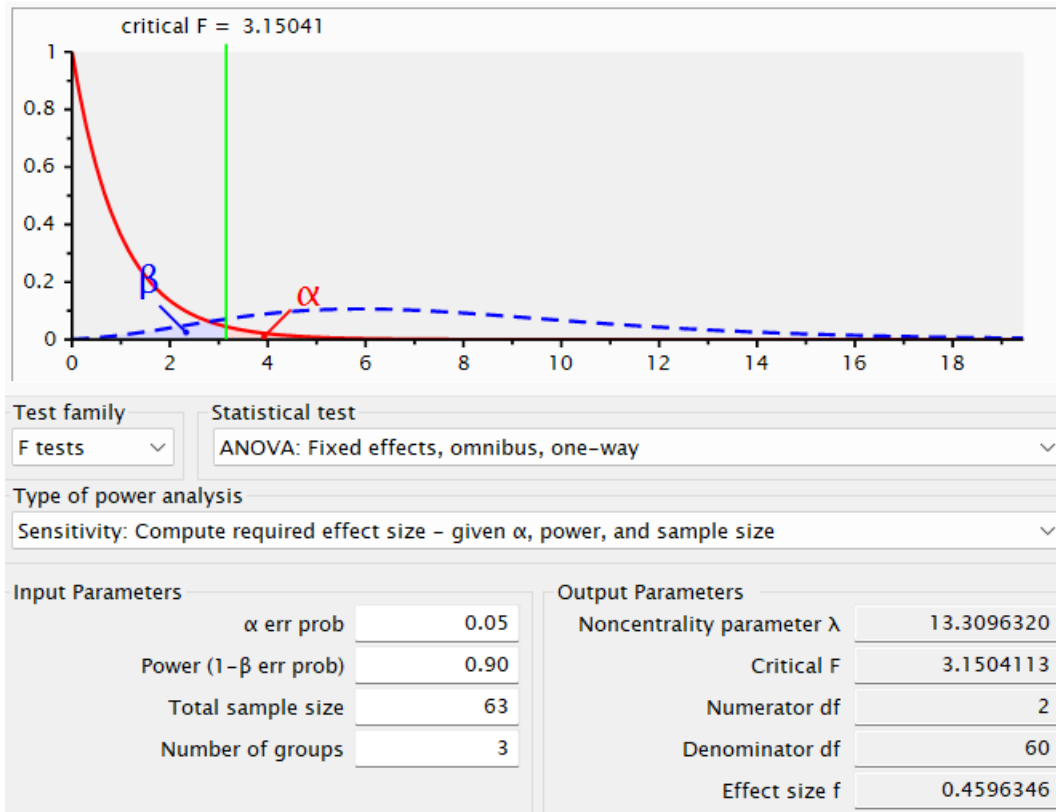 critical F = 3.15041
1
0.8
0.6
0.4
0.2
0
β
α
0 2 4 6 8 10 12 14 16 18
Test family Statistical test
F tests ANOVA: Fixed effects, omnibus, one-way
Type of power analysis
Sensitivity: Compute required effect size - given α, power, and sample size
Input Parameters Output Parameters
α err prob 0.05 Noncentrality parameter λ 13.3096320
Power (1-β err prob) 0.90 Critical F 3.1504113
Total sample size 63 Numerator df 2
Number of groups 3 Denominator df 60
Effect size f 0.4596346